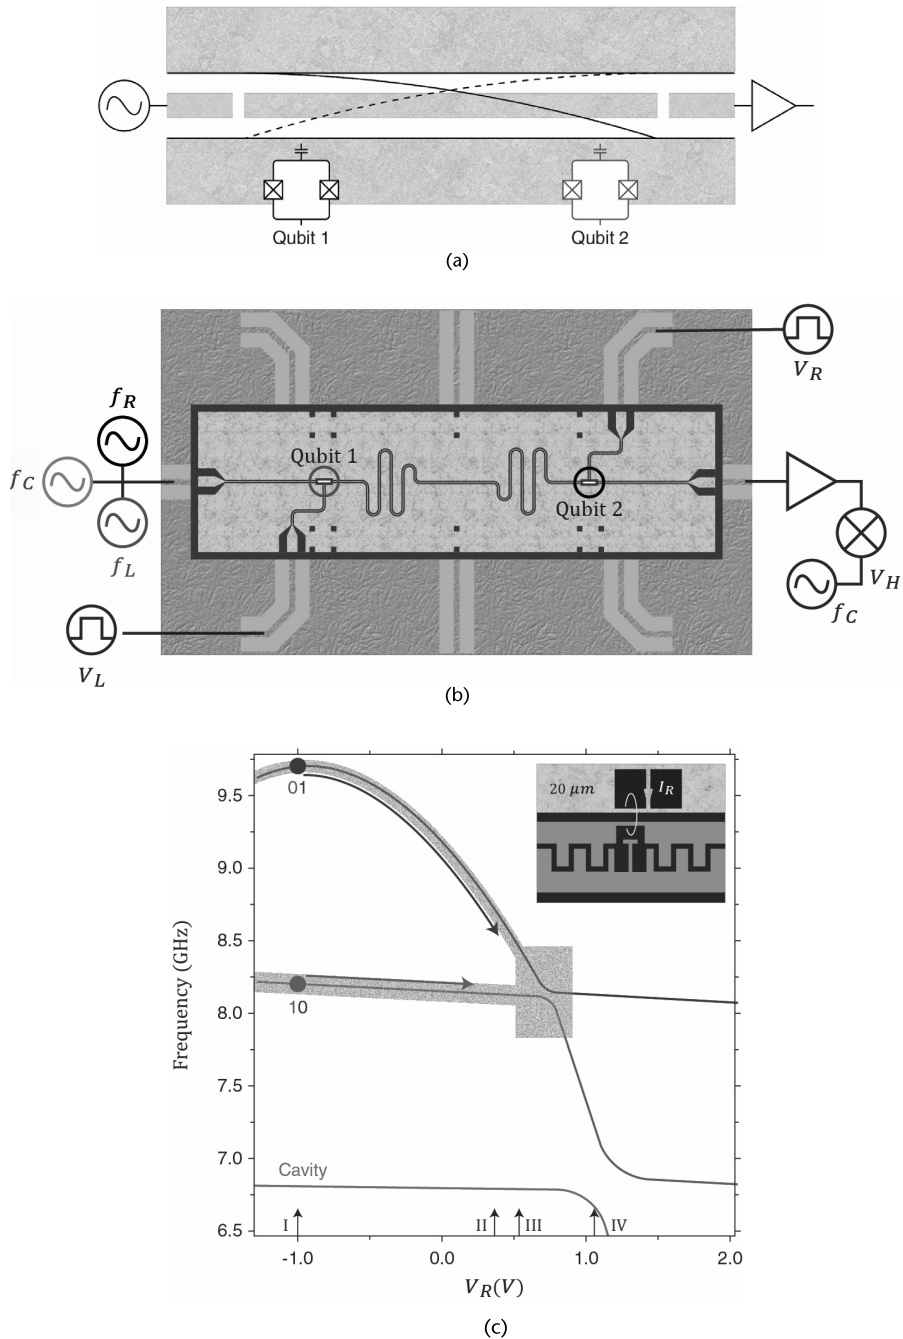 Qubit 1
Qubit 2
(a)
V_R
f_R
f_C
f_L
Qubit 1
Qubit 2
V_H
f_C
V_L
(b)
9.5
9.0
8.5
8.0
7.5
7.0
6.5
Frequency (GHz)
01
10
Cavity
20 μm
I_R
I
II
III
IV
-1.0
0.0
1.0
2.0
V_R(V)
(c)